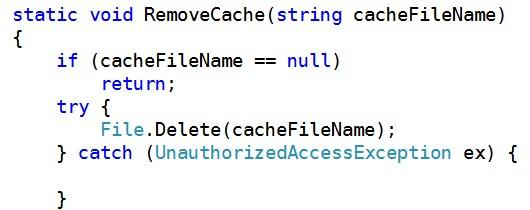 static void RemoveCache(string cacheFileName)
{
    if (cacheFileName == null)
        return;
    try {
        File.Delete(cacheFileName);
    } catch (UnauthorizedAccessException ex) {

    }